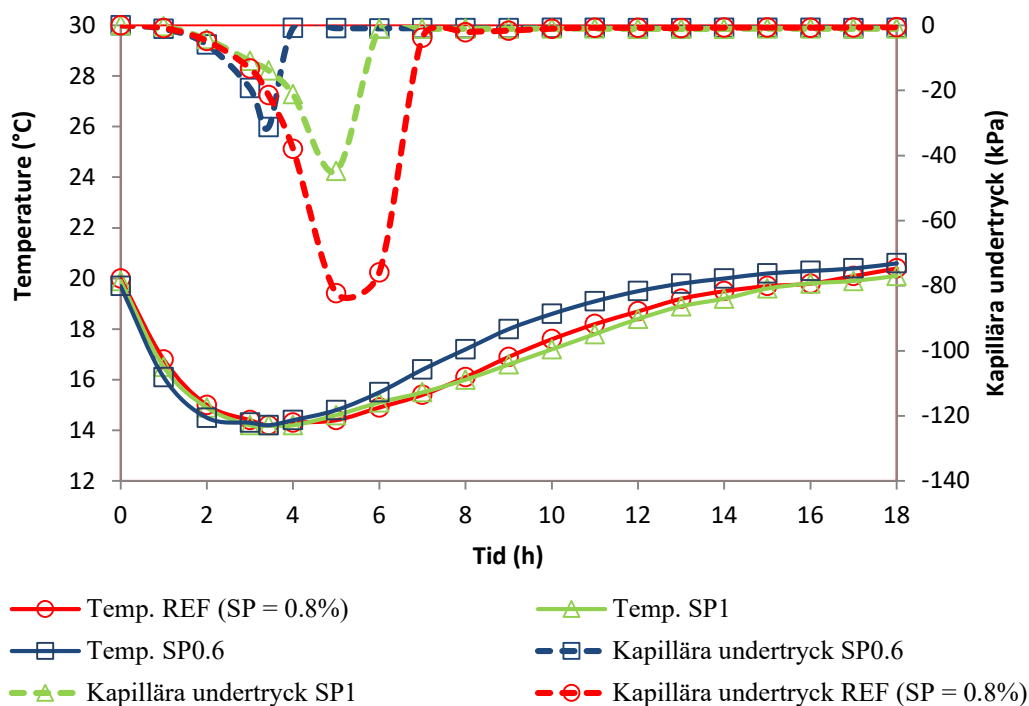 30
28
26
24
22
20
18
16
14
12
Temperature (°C)
0
-20
-40
-60
-80
-100
-120
-140
Kapillära undertryck (kPa)
0 2 4 6 8 10 12 14 16 18
Tid (h)
Temp. REF (SP = 0.8%)
Temp. SP1
Temp. SP0.6
Kapillära undertryck SP0.6
Kapillära undertryck SP1
Kapillära undertryck REF (SP = 0.8%)